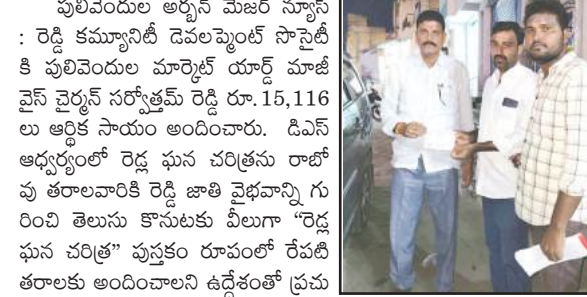 పులివెందుల అర్బన్ మేజర్ న్యూస్
: రెడ్డి కమ్యూనిటీ డెవలప్మెంట్ సొసైటీ
కి పులివెందుల మార్కెట్ యార్డ్ మాజీ
వైస్ చైర్మన్ సర్వోత్తమ్ రెడ్డి రూ.15,116
లు ఆర్థిక సాయం అందించారు. డిఎస్
ఆధ్వర్యంలో రెడ్ల ఘన చరిత్రను రాబో
వు తరాలవారికి రెడ్డి జాతి వైభవాన్ని గు
రించి తెలుసు కొనుటకు వీలుగా “రెడ్ల
ఘన చరిత్ర” పుస్తకం రూపంలో రేపటి
తరాలకు అందించాలని ఉద్దేశంతో ప్రచు